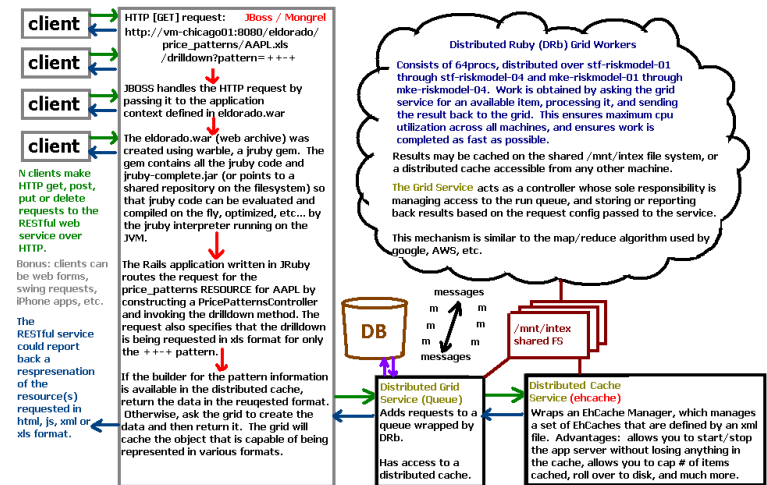 client
client
client
client
N clients make
HTTP get, post,
put or delete
requests to the
RESTful web
service over
HTTP.
Bonus: clients can
be web forms,
swing requests,
iPhone apps, etc.
The
RESTful service
could report
back a
respresenation
of the
resource(s)
requested in
html, js, xml or
xls format.
HTTP [GET] request: JBoss / Mongrel
http://vm-chicago01:8080/eldorado/
price_patterns/AAPL.xls
/drilldown?pattern=++-+
JBOSS handles the HTTP request by
passing it to the application
context defined in eldorado.war
The eldorado.war (web archive) was
created using warble, a jruby gem. The
gem contains all the jruby code and
jruby-complete.jar (or points to a
shared repository on the filesystem) so
that jruby code can be evaluated and
compiled on the fly, optimized, etc... by
the jruby interpreter running on the
JVM.
The Rails application written in JRuby
routes the request for the
price_patterns RESOURCE for AAPL by
constructing a PricePatternsController
and invoking the drilldown method. The
request also specifies that the drilldown
is being requested in xls format for only
the ++-+ pattern.
If the builder for the pattern information
is available in the distributed cache,
return the data in the reuqested format.
Otherwise, ask the grid to create the
data and then return it. The grid will
cache the object that is capable of being
represented in various formats.
Distributed Ruby (DRb) Grid Workers
Consists of 64procs, distributed over stf-riskmodel-01
through stf-riskmodel-04 and mke-riskmodel-01 through
mke-riskmodel-04. Work is obtained by asking the grid
service for an available item, processing it, and sending
the result back to the grid. This ensures maximum cpu
utilization across all machines, and ensures work is
completed as fast as possible.
Results may be cached on the shared /mnt/intex file system, or
a distributed cache accessible from any other machine.
The Grid Service acts as a controller whose sole responsibility is
managing access to the run queue, and storing or reporting
back results based on the request config passed to the service.
This mechanism is similar to the map/reduce algorithm used by
google, AWS, etc.
messages
m m
m m
m m
messages
DB
/mnt/intex
shared FS
Distributed Grid
Service (Queue)
Adds requests to a
queue wrapped by
DRb.
Has access to a
distributed cache.
Distributed Cache
Service (ehcache)
Wraps an EhCache Manager, which manages
a set of EhCaches that are defined by an xml
file. Advantages: allows you to start/stop
the app server without losing anything in
the cache, allows you to cap # of items
cached, roll over to disk, and much more.